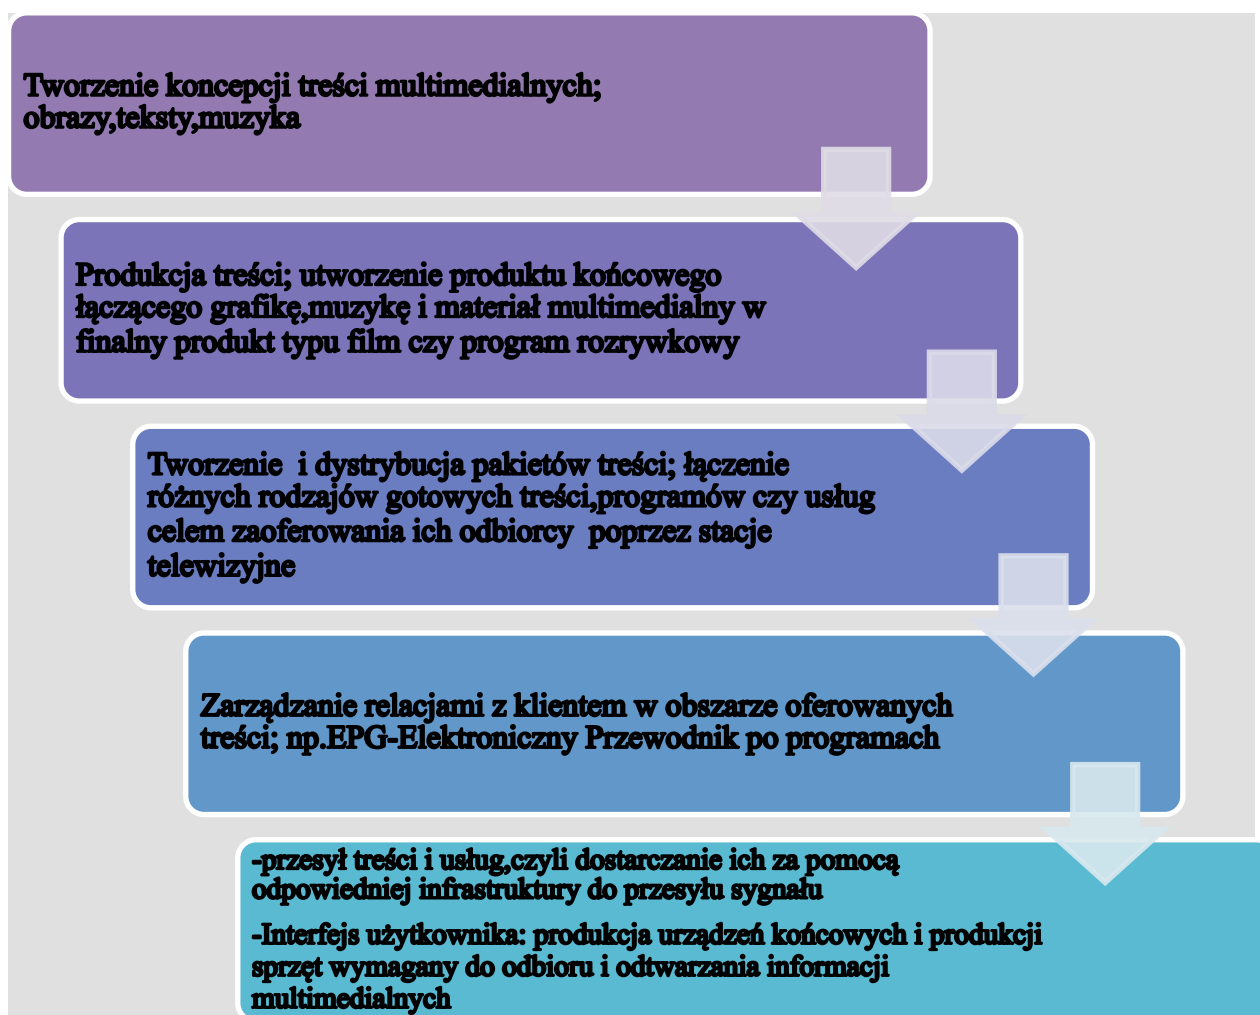 Tworzenie koncepcji treści multimedialnych;
obrazy,teksty,muzyka
Produkcja treści; utworzenie produktu końcowego
łączącego grafikę,muzykę i materiał multimedialny w
finalny produkt typu film czy program rozrywkowy
Tworzenie  i dystrybucja pakietów treści; łączenie
różnych rodzajów gotowych treści,programów czy usług
celem zaoferowania ich odbiorcy  poprzez stacje
telewizyjne
Zarządzanie relacjami z klientem w obszarze oferowanych
treści; np.EPG-Elektroniczny Przewodnik po programach
-przesył treści i usług,czyli dostarczanie ich za pomocą
odpowiedniej infrastruktury do przesyłu sygnału
-Interfejs użytkownika: produkcja urządzeń końcowych i produkcji
sprzęt wymagany do odbioru i odtwarzania informacji
multimedialnych